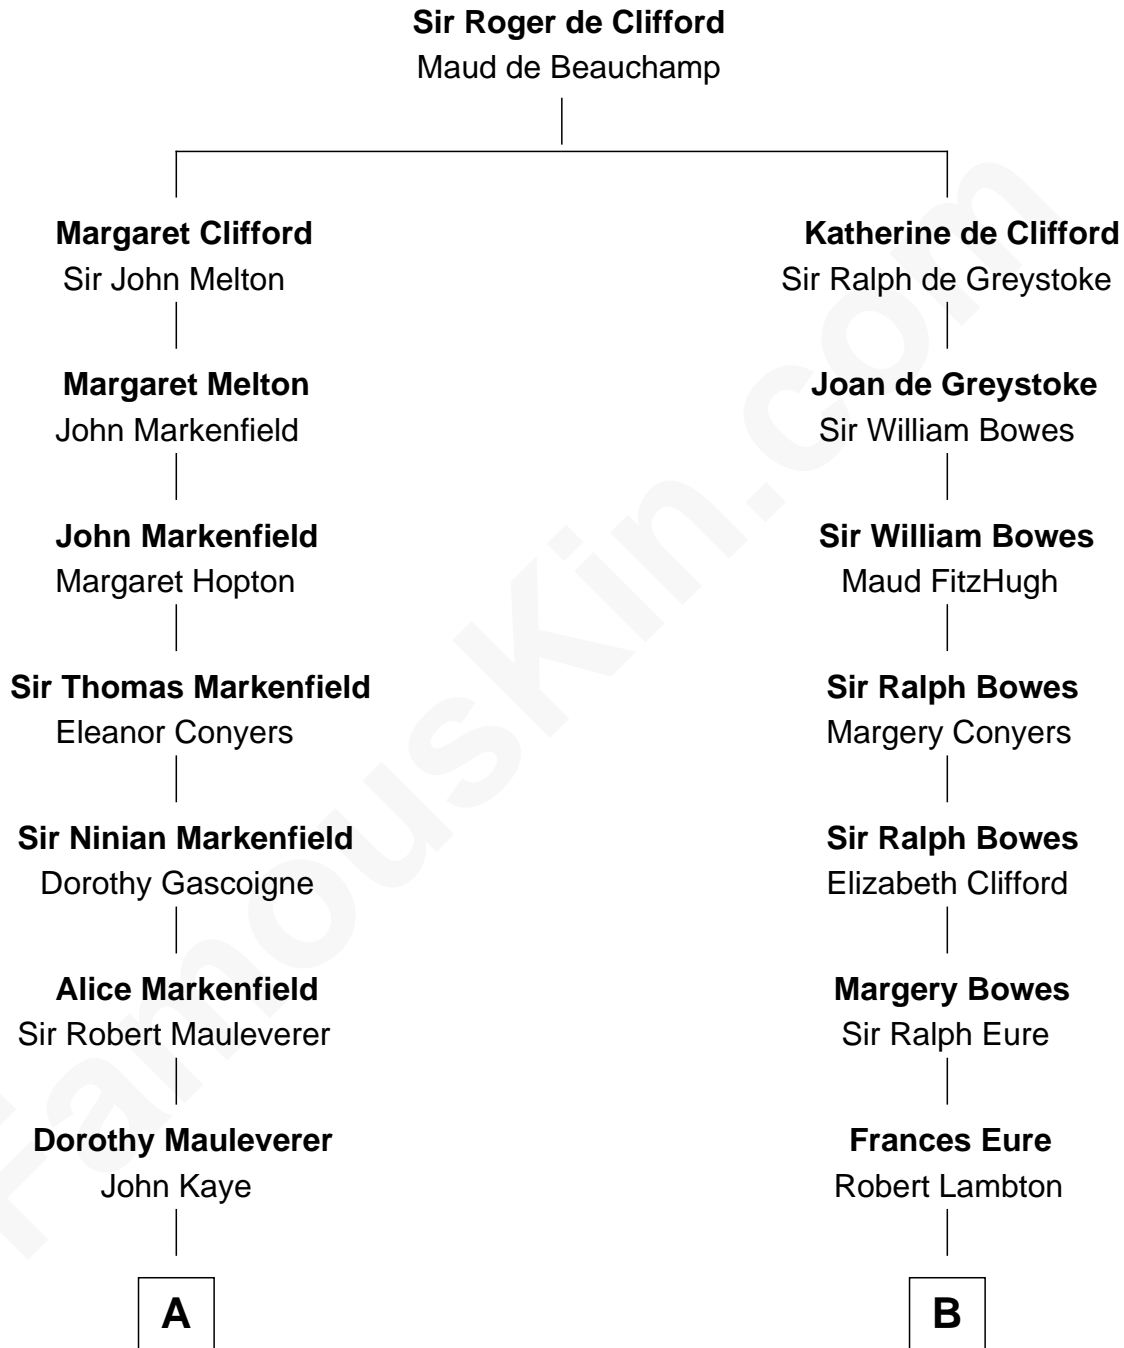 Sir Roger de Clifford
Maud de Beauchamp
Margaret Clifford
Sir John Melton
Katherine de Clifford
Sir Ralph de Greystoke
Margaret Melton
John Markenfield
Joan de Greystoke
Sir William Bowes
John Markenfield
Margaret Hopton
Sir William Bowes
Maud FitzHugh
Sir Thomas Markenfield
Eleanor Conyers
Sir Ralph Bowes
Margery Conyers
Sir Ninian Markenfield
Dorothy Gascoigne
Sir Ralph Bowes
Elizabeth Clifford
Alice Markenfield
Sir Robert Mauleverer
Margery Bowes
Sir Ralph Eure
Dorothy Mauleverer
John Kaye
Frances Eure
Robert Lambton
A
B
FamousKin.com